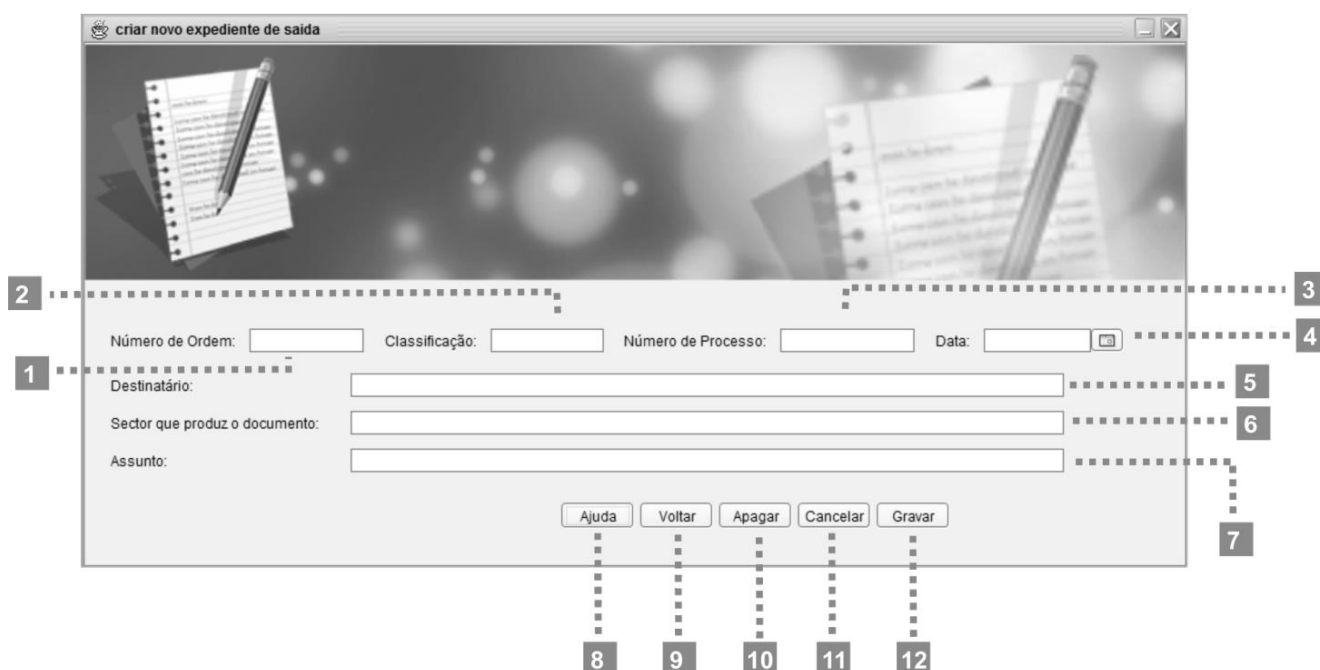 criar novo expediente de saida
2
3
Número de Ordem: Classificação: Número de Processo: Data:
4
1
Destinatário:
5
Sector que produz o documento:
6
Assunto:
7
Ajuda Voltar Apagar Cancelar Gravar
8 9 10 11 12